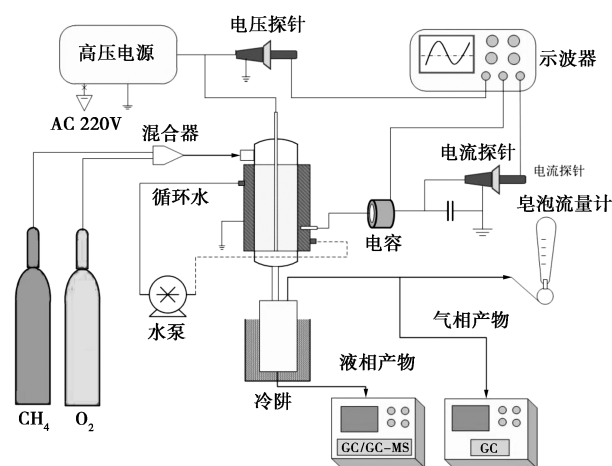 电压探针
高压电源
示波器
AC 220V
混合器
电流探针
电流探针
循环水
皂泡流量计
电容
水泵
气相产物
液相产物
冷阱
CH₄
O₂
GC/GC-MS
GC